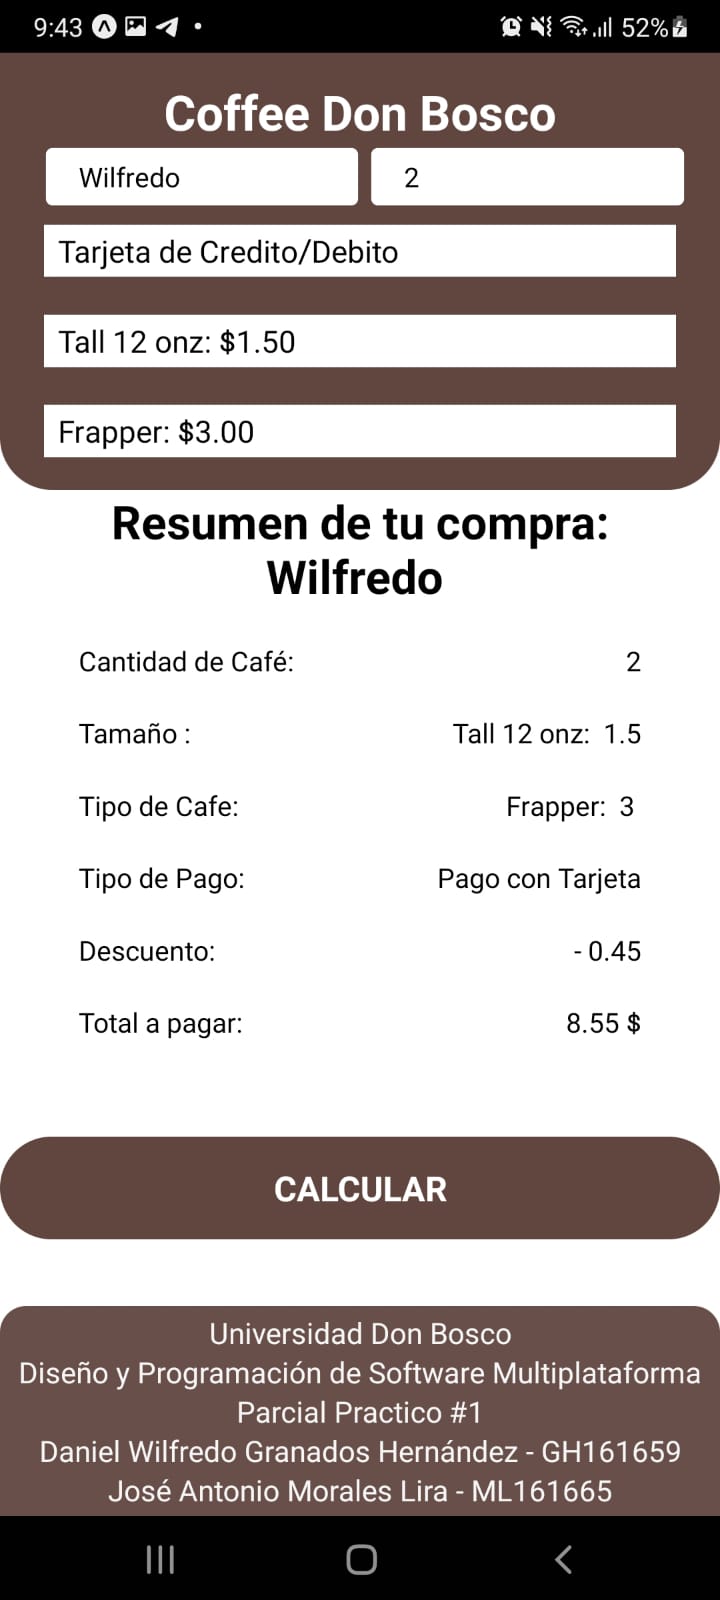 9:43 52%
Coffee Don Bosco
Wilfredo 2
Tarjeta de Credito/Debito
Tall 12 onz: $1.50
Frapper: $3.00
Resumen de tu compra:
Wilfredo
Cantidad de Café: 2
Tamaño : Tall 12 onz: 1.5
Tipo de Cafe: Frapper: 3
Tipo de Pago: Pago con Tarjeta
Descuento: - 0.45
Total a pagar: 8.55 $
CALCULAR
Universidad Don Bosco
Diseño y Programación de Software Multiplataforma
Parcial Practico #1
Daniel Wilfredo Granados Hernández - GH161659
José Antonio Morales Lira - ML161665